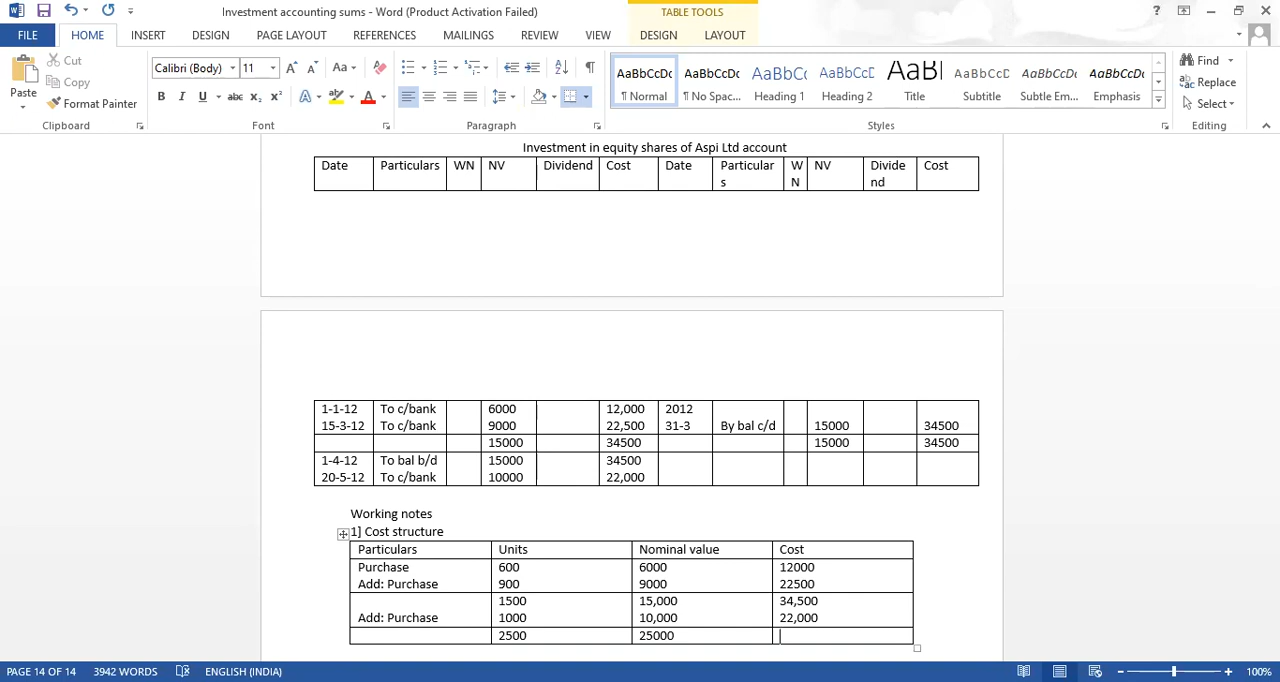 Investment accounting sums - Word (Product Activation Failed)
TABLE TOOLS
FILE HOME INSERT DESIGN PAGE LAYOUT REFERENCES MAILINGS REVIEW VIEW DESIGN LAYOUT
Paste
Cut
Copy
Format Painter
Clipboard
Calibri (Body) 11
Font
Paragraph
AaBbCcDc AaBbCcDc AaBbC AaBbCcD AaBl AaBbCcD AaBbCcDc AaBbCcDc
¶ Normal ¶ No Spac... Heading 1 Heading 2 Title Subtitle Subtle Em... Emphasis
Styles
Find
Replace
Select
Editing
Investment in equity shares of Aspi Ltd account
Date Particulars WN NV Dividend Cost Date Particular W NV Divide Cost
s N nd
1-1-12 To c/bank 6000 12,000 2012
15-3-12 To c/bank 9000 22,500 31-3 By bal c/d 15000 34500
15000 34500 15000 34500
1-4-12 To bal b/d 15000 34500
20-5-12 To c/bank 10000 22,000
Working notes
1] Cost structure
Particulars Units Nominal value Cost
Purchase 600 6000 12000
Add: Purchase 900 9000 22500
1500 15,000 34,500
Add: Purchase 1000 10,000 22,000
2500 25000
PAGE 14 OF 14 3942 WORDS ENGLISH (INDIA) 100%